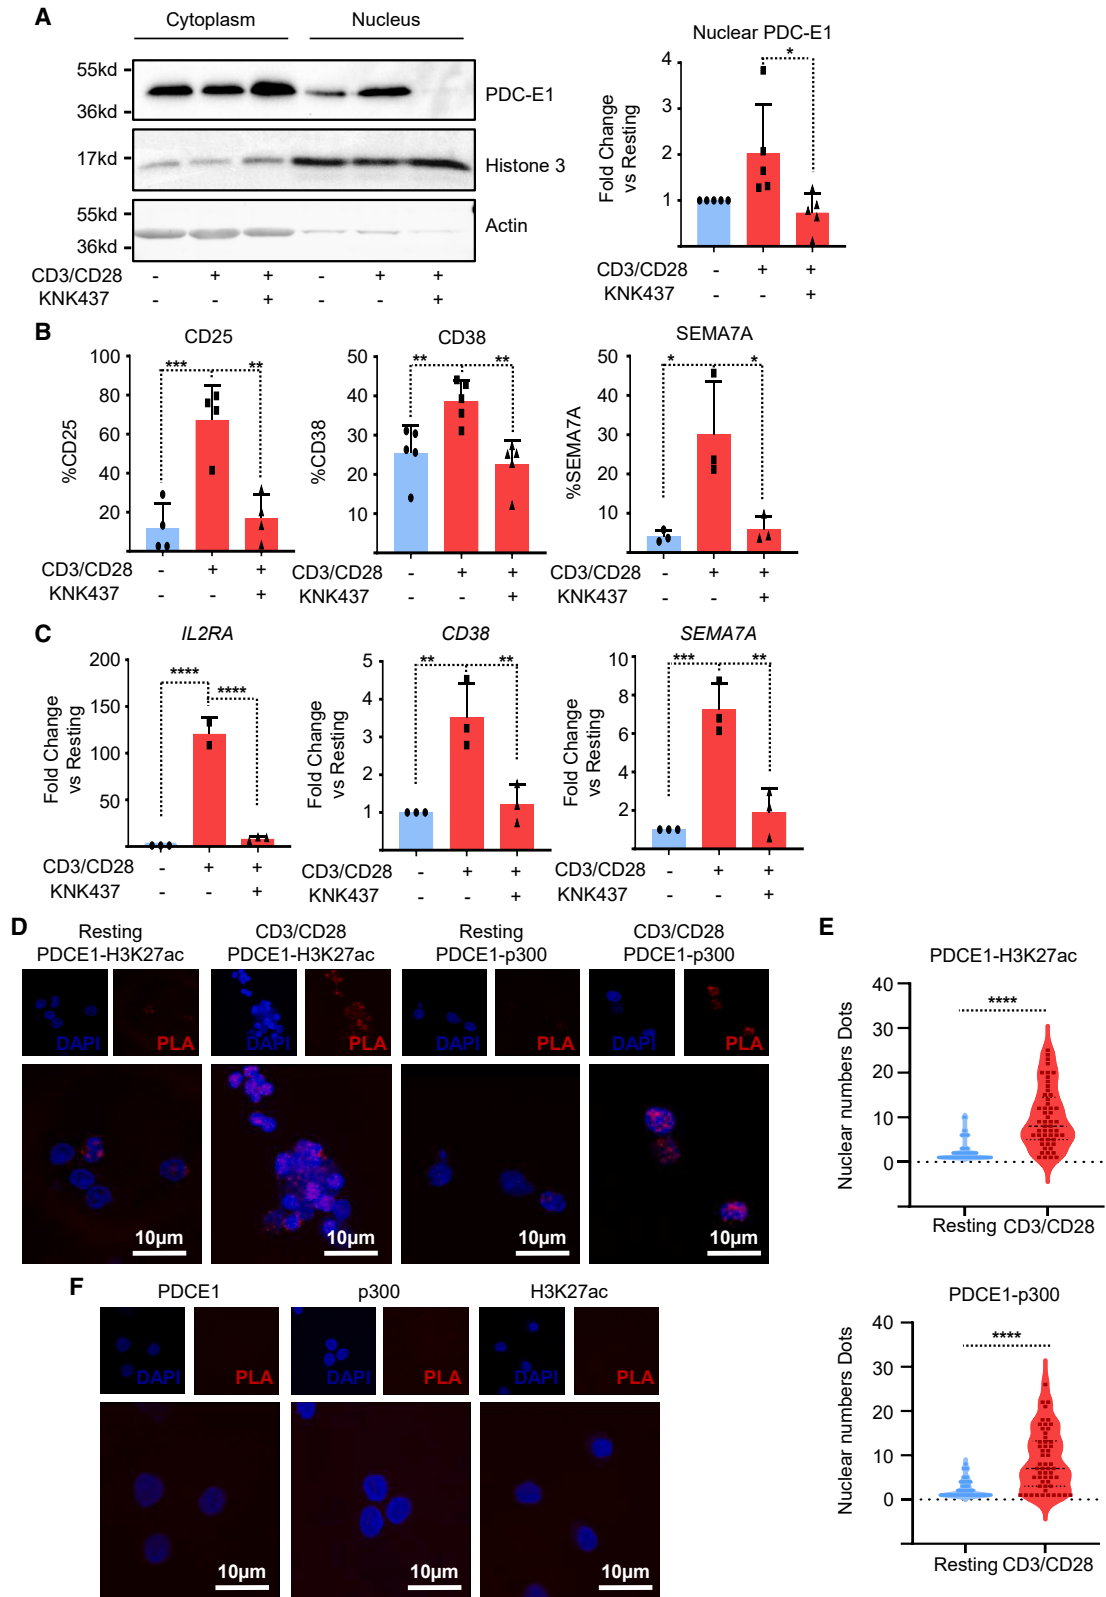 A
Cytoplasm Nucleus
55kd
36kd
PDC-E1
17kd
Histone 3
55kd
36kd
Actin
CD3/CD28 - + + - + +
KNK437 - - + - - +
Nuclear PDC-E1
Fold Change
vs Resting
4
3
2
1
*
CD3/CD28 - + +
KNK437 - - +
B
CD25
%CD25
100
80
60
40
20
*** **
CD3/CD28 - + +
KNK437 - - +
CD38
%CD38
50
40
30
20
10
** **
CD3/CD28 - + +
KNK437 - - +
SEMA7A
%SEMA7A
50
40
30
20
10
* *
CD3/CD28 - + +
KNK437 - - +
C
IL2RA
Fold Change
vs Resting
200
150
100
50
**** ****
CD3/CD28 - + +
KNK437 - - +
CD38
Fold Change
vs Resting
5
4
3
2
1
** **
CD3/CD28 - + +
KNK437 - - +
SEMA7A
Fold Change
vs Resting
10
8
6
4
2
*** **
CD3/CD28 - + +
KNK437 - - +
D
Resting
PDCE1-H3K27ac
DAPI PLA
10µm
CD3/CD28
PDCE1-H3K27ac
DAPI PLA
10µm
Resting
PDCE1-p300
DAPI PLA
10µm
CD3/CD28
PDCE1-p300
DAPI PLA
10µm
E
PDCE1-H3K27ac
Nuclear numbers Dots
40
30
20
10
0
****
Resting CD3/CD28
PDCE1-p300
Nuclear numbers Dots
40
30
20
10
0
****
Resting CD3/CD28
F
PDCE1
DAPI PLA
10µm
p300
DAPI PLA
10µm
H3K27ac
DAPI PLA
10µm